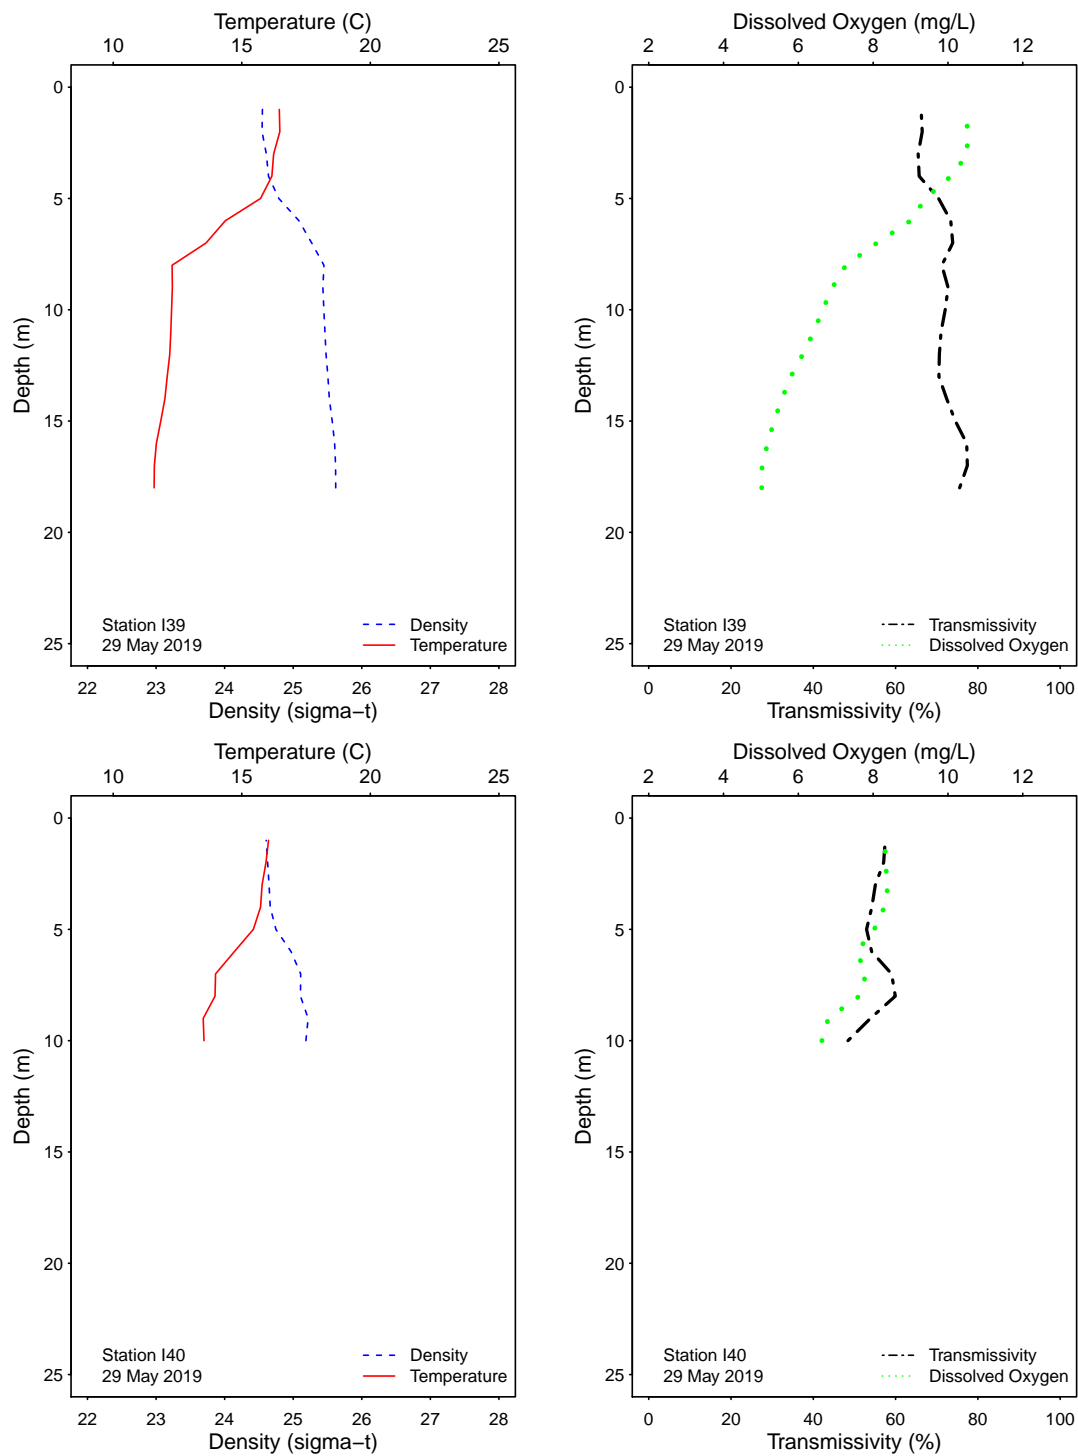 Temperature (C)
10 15 20 25
0
5
10
15
20
25
Depth (m)
Station I39
29 May 2019
Density
Temperature
22 23 24 25 26 27 28
Density (sigma−t)
Dissolved Oxygen (mg/L)
2 4 6 8 10 12
0
5
10
15
20
25
Depth (m)
Station I39
29 May 2019
Transmissivity
Dissolved Oxygen
0 20 40 60 80 100
Transmissivity (%)
Temperature (C)
10 15 20 25
0
5
10
15
20
25
Depth (m)
Station I40
29 May 2019
Density
Temperature
22 23 24 25 26 27 28
Density (sigma−t)
Dissolved Oxygen (mg/L)
2 4 6 8 10 12
0
5
10
15
20
25
Depth (m)
Station I40
29 May 2019
Transmissivity
Dissolved Oxygen
0 20 40 60 80 100
Transmissivity (%)